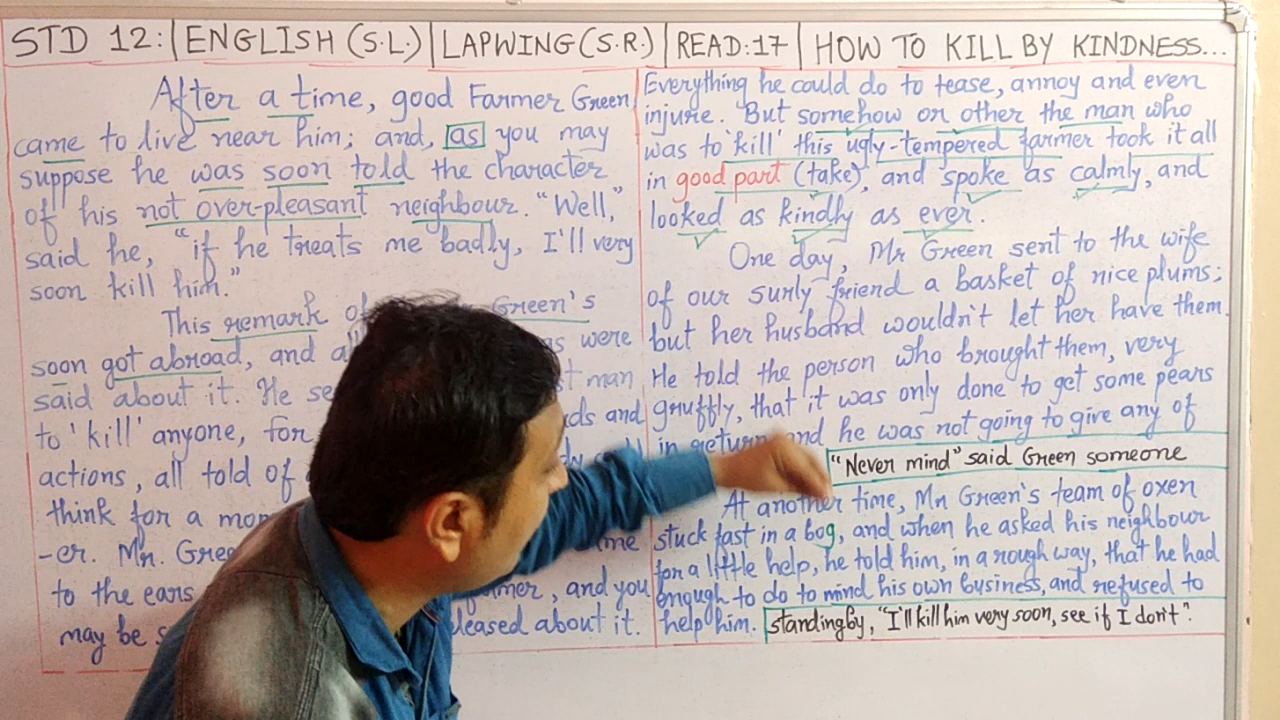 STD 12: | ENGLISH (S.L.) | LAPWING (S.R.) | READ:17 | HOW TO KILL BY KINDNESS...
After a time, good Farmer Green
came to live near him; and, as you may
suppose he was soon told the character
of his not over-pleasant neighbour. "Well,"
said he, "if he treats me badly, I'll very
soon kill him."
This remark of Green's
soon got abroad, and were
said about it. He man
to 'kill' anyone, for and
actions, all told of
think for a
-er. Mr.
to the ears and you
may be leased about it.
Everything he could do to tease, annoy and even
injure. But somehow or other the man who
was to 'kill' this ugly-tempered farmer took it all
in good part (take), and spoke as calmly, and
looked as kindly as ever.
One day, Mr Green sent to the wife
of our surly friend a basket of nice plums;
but her husband wouldn't let her have them.
He told the person who brought them, very
gruffly, that it was only done to get some pears
in return and he was not going to give any of
"Never mind" said Green someone
At another time, Mr Green's team of oxen
stuck fast in a bog, and when he asked his neighbour
for a little help, he told him, in a rough way, that he had
enough to do to mind his own business, and refused to
help him. standing by, "I'll kill him very soon, see if I don't".